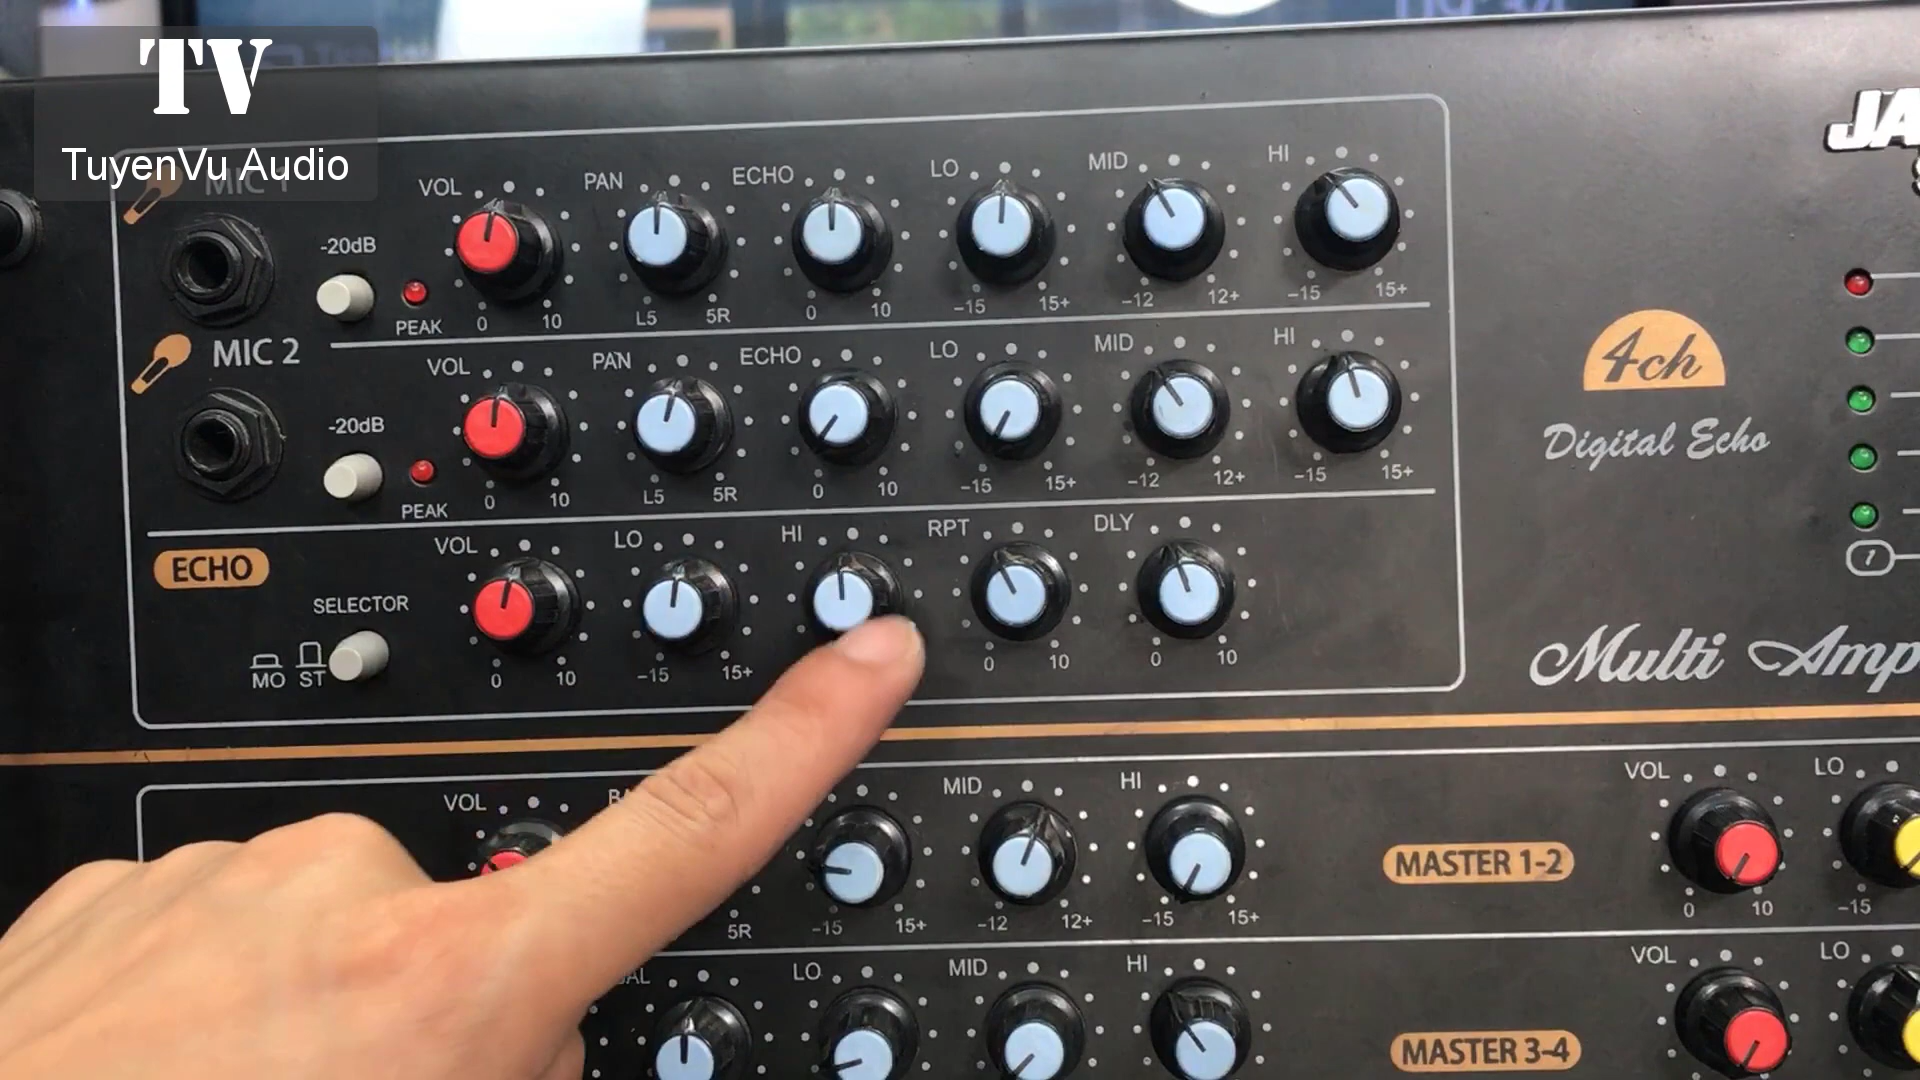 TV
TuyenVu Audio
MIC 1
VOL PAN ECHO LO MID HI
-20dB
PEAK
0 10 L5 5R 0 10 -15 15+ -12 12+ -15 15+
MIC 2
VOL PAN ECHO LO MID HI
-20dB
PEAK
0 10 L5 5R 0 10 -15 15+ -12 12+ -15 15+
ECHO
VOL LO HI RPT DLY
SELECTOR
MO ST
0 10 -15 15+ 0 10 0 10
JA
4ch
Digital Echo
1
Multi Amp
VOL MID HI
5R -15 15+ -12 12+ -15 15+
MASTER 1-2
VOL LO
0 10 -15
LO MID HI
MASTER 3-4
VOL LO